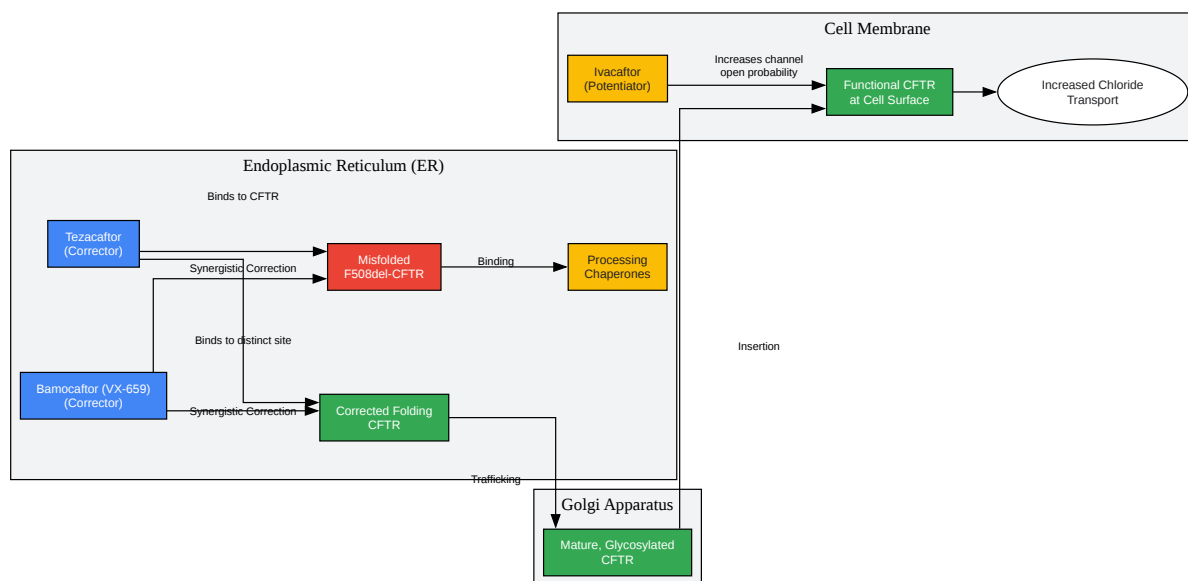 Cell Membrane
Increases channel
open probability
Ivacaftor
(Potentiator)
Functional CFTR
at Cell Surface
Increased Chloride
Transport
Endoplasmic Reticulum (ER)
Binds to CFTR
Tezacaftor
(Corrector)
Synergistic Correction
Misfolded
F508del-CFTR
Binding
Processing
Chaperones
Binds to distinct site
Insertion
Bamocaftor (VX-659)
(Corrector)
Synergistic Correction
Corrected Folding
CFTR
Trafficking
Golgi Apparatus
Mature, Glycosylated
CFTR